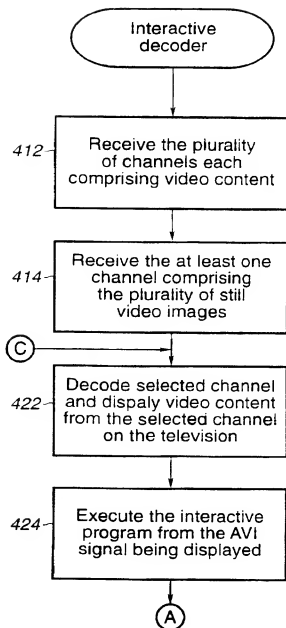 Interactive
decoder
412
Receive the plurality
of channels each
comprising video content
414
Receive the at least one
channel comprising
the plurality of still
video images
C
422
Decode selected channel
and dispaly video content
from the selected channel
on the television
424
Execute the interactive
program from the AVI
signal being displayed
A